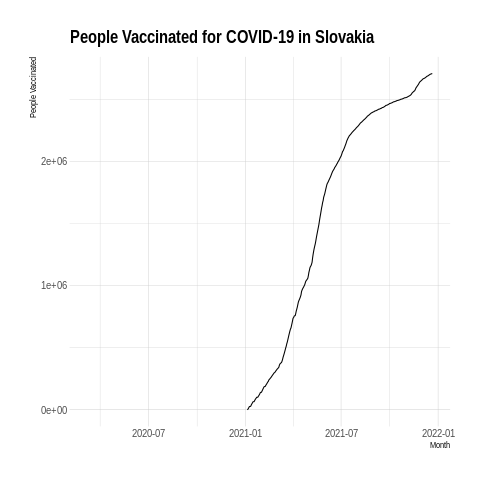 People Vaccinated for COVID-19 in Slovakia
People Vaccinated
2e+06
1e+06
0e+00
2020-07
2021-01
2021-07
2022-01
Month